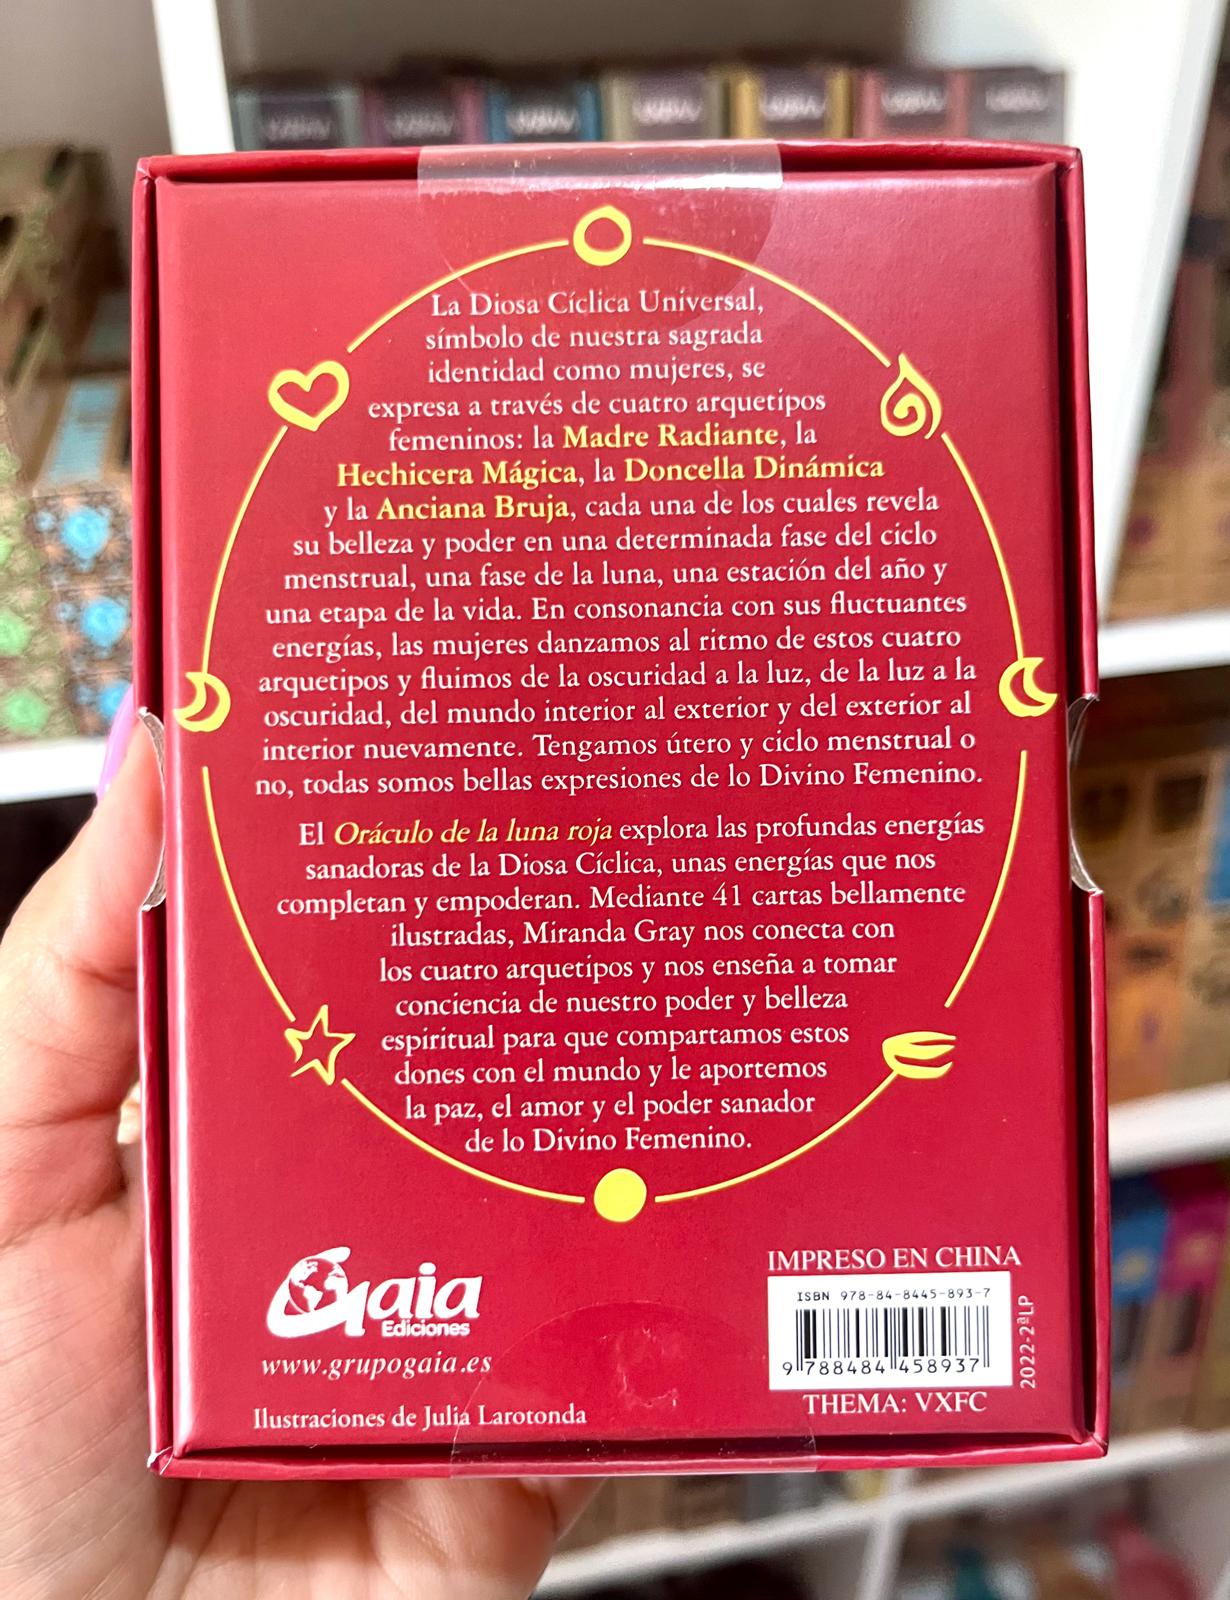 La Diosa Cíclica Universal,
símbolo de nuestra sagrada
identidad como mujeres, se
expresa a través de cuatro arquetipos
femeninos: la Madre Radiante, la
Hechicera Mágica, la Doncella Dinámica
y la Anciana Bruja, cada una de los cuales revela
su belleza y poder en una determinada fase del ciclo
menstrual, una fase de la luna, una estación del año y
una etapa de la vida. En consonancia con sus fluctuantes
energías, las mujeres danzamos al ritmo de estos cuatro
arquetipos y fluimos de la oscuridad a la luz, de la luz a la
oscuridad, del mundo interior al exterior y del exterior al
interior nuevamente. Tengamos útero y ciclo menstrual o
no, todas somos bellas expresiones de lo Divino Femenino.
El Oráculo de la luna roja explora las profundas energías
sanadoras de la Diosa Cíclica, unas energías que nos
completan y empoderan. Mediante 41 cartas bellamente
ilustradas, Miranda Gray nos conecta con
los cuatro arquetipos y nos enseña a tomar
conciencia de nuestro poder y belleza
espiritual para que compartamos estos
dones con el mundo y le aportemos
la paz, el amor y el poder sanador
de lo Divino Femenino.
Gaia
Ediciones
www.grupogaia.es
Ilustraciones de Julia Larotonda
IMPRESO EN CHINA
ISBN 978-84-8445-893-7
9 788484 458937
2022-2ªLP
THEMA: VXFC